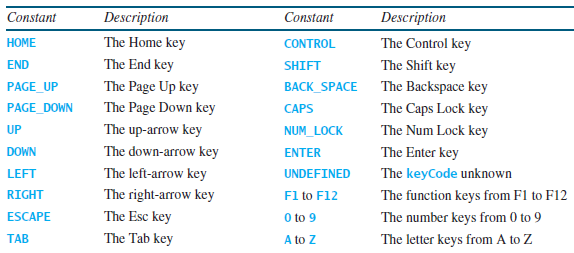 Constant Description Constant Description
HOME The Home key CONTROL The Control key
END The End key SHIFT The Shift key
PAGE_UP The Page Up key BACK_SPACE The Backspace key
PAGE_DOWN The Page Down key CAPS The Caps Lock key
UP The up-arrow key NUM_LOCK The Num Lock key
DOWN The down-arrow key ENTER The Enter key
LEFT The left-arrow key UNDEFINED The keyCode unknown
RIGHT The right-arrow key F1 to F12 The function keys from F1 to F12
ESCAPE The Esc key 0 to 9 The number keys from 0 to 9
TAB The Tab key A to Z The letter keys from A to Z